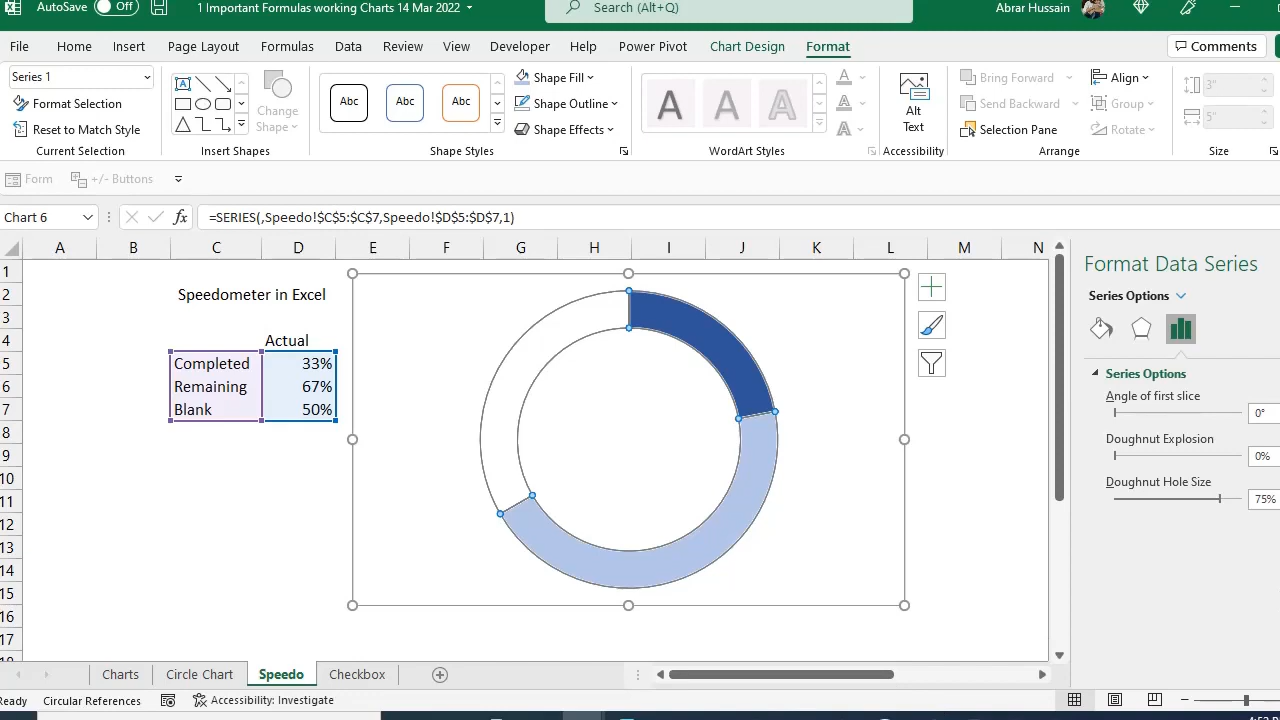 AutoSave Off 1 Important Formulas working Charts 14 Mar 2022 Search (Alt+Q) Abrar Hussain
File Home Insert Page Layout Formulas Data Review View Developer Help Power Pivot Chart Design Format Comments
Series 1
Format Selection
Reset to Match Style
Current Selection
Change
Shape
Insert Shapes
Abc Abc Abc
Shape Fill
Shape Outline
Shape Effects
Shape Styles
A A A
A
A
A
WordArt Styles
Alt
Text
Accessibility
Bring Forward
Send Backward
Selection Pane
Align
Group
Rotate
Arrange
3"
5"
Size
Form +/- Buttons
Chart 6 fx =SERIES(,Speedo!$C$5:$C$7,Speedo!$D$5:$D$7,1)
A B C D E F G H I J K L M N
1
2 Speedometer in Excel
3
4 Actual
5 Completed 33%
6 Remaining 67%
7 Blank 50%
8
9
10
11
12
13
14
15
16
17
Format Data Series
Series Options
Series Options
Angle of first slice
0°
Doughnut Explosion
0%
Doughnut Hole Size
75%
Charts Circle Chart Speedo Checkbox
Ready Circular References Accessibility: Investigate